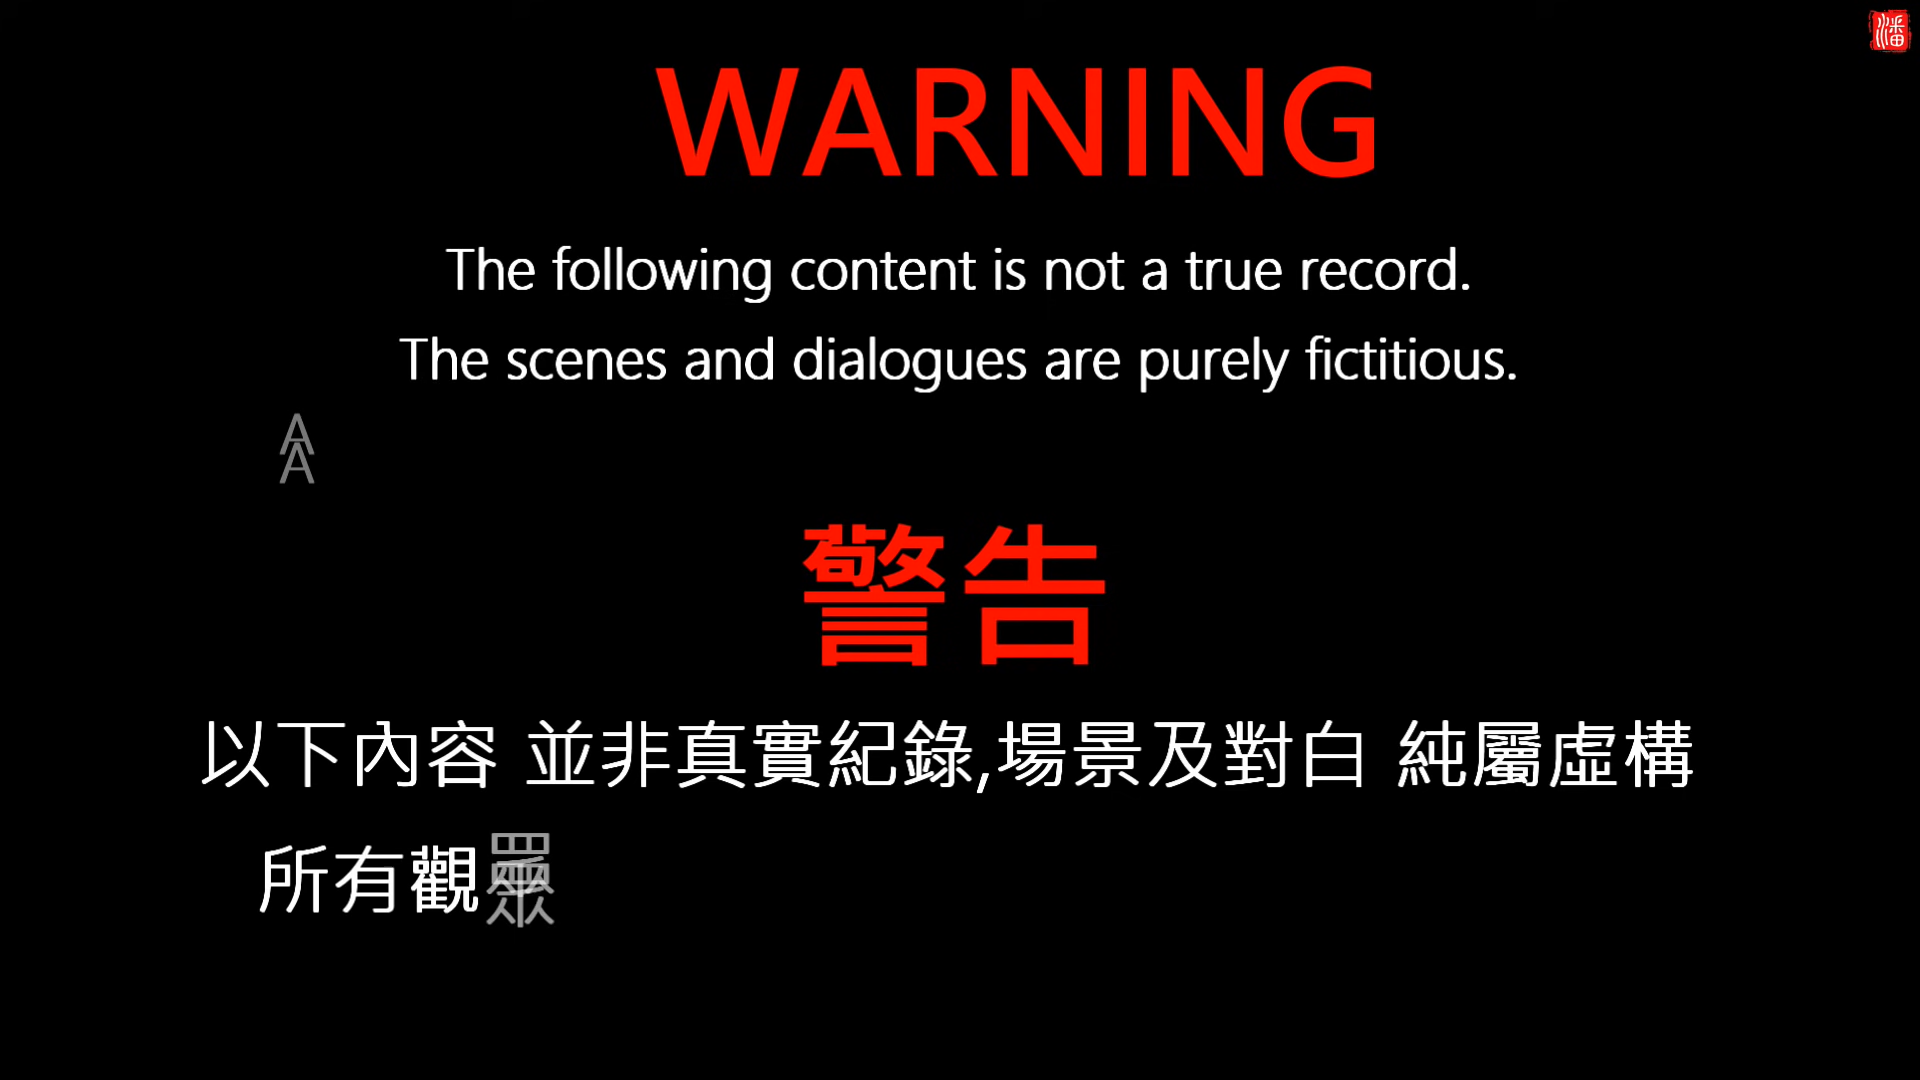 潘
WARNING
The following content is not a true record.
The scenes and dialogues are purely fictitious.
A
警告
以下內容 並非真實紀錄,場景及對白 純屬虛構
所有觀眾